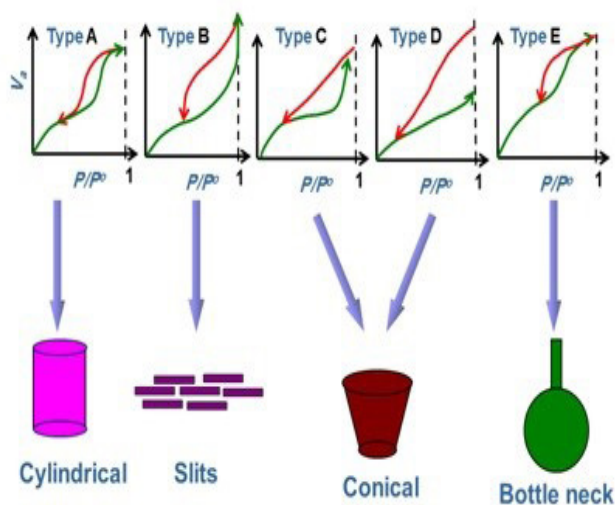 Type A Type B Type C Type D Type E
Va
P/P⁰ 1 P/P⁰ 1 P/P⁰ 1 P/P⁰ 1 P/P⁰ 1
Cylindrical Slits Conical Bottle neck